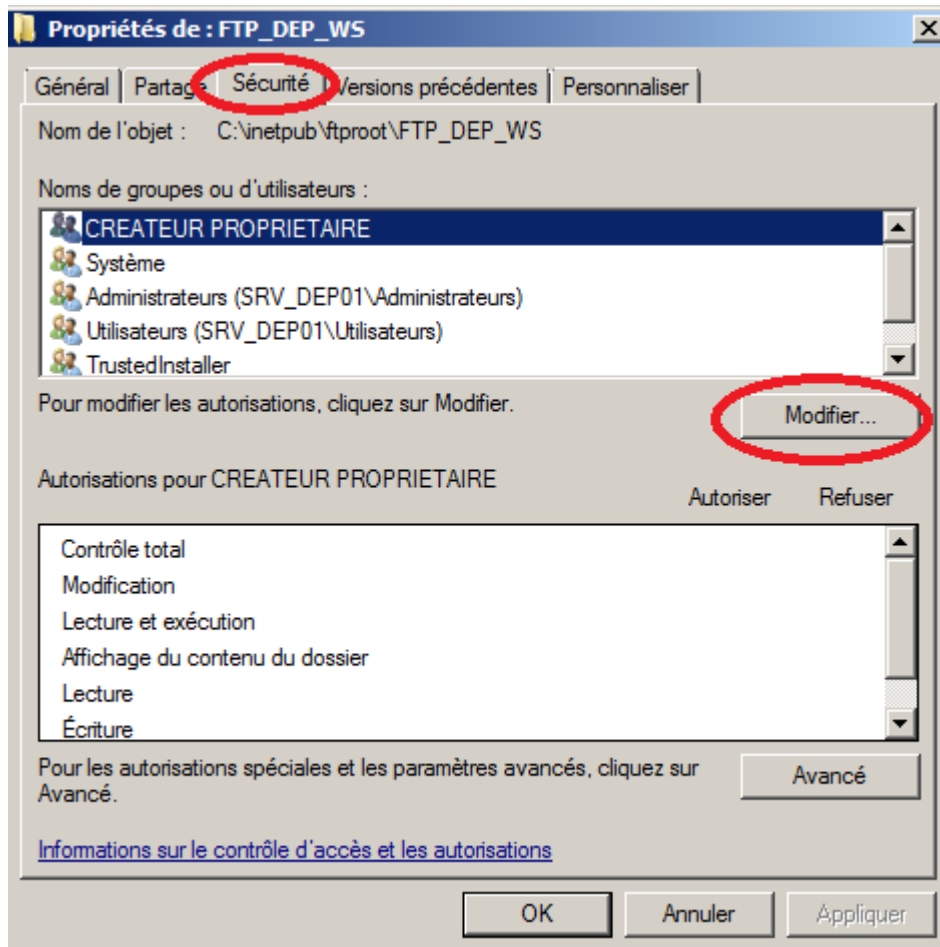 Propriétés de : FTP_DEP_WS
Général Partage Sécurité Versions précédentes Personnaliser
Nom de l'objet : C:\inetpub\ftproot\FTP_DEP_WS
Noms de groupes ou d'utilisateurs :
CREATEUR PROPRIETAIRE
Système
Administrateurs (SRV_DEP01\Administrateurs)
Utilisateurs (SRV_DEP01\Utilisateurs)
TrustedInstaller
Pour modifier les autorisations, cliquez sur Modifier.
Modifier...
Autorisations pour CREATEUR PROPRIETAIRE
Autoriser Refuser
Contrôle total
Modification
Lecture et exécution
Affichage du contenu du dossier
Lecture
Écriture
Pour les autorisations spéciales et les paramètres avancés, cliquez sur
Avancé.
Avancé
Informations sur le contrôle d'accès et les autorisations
OK Annuler Appliquer